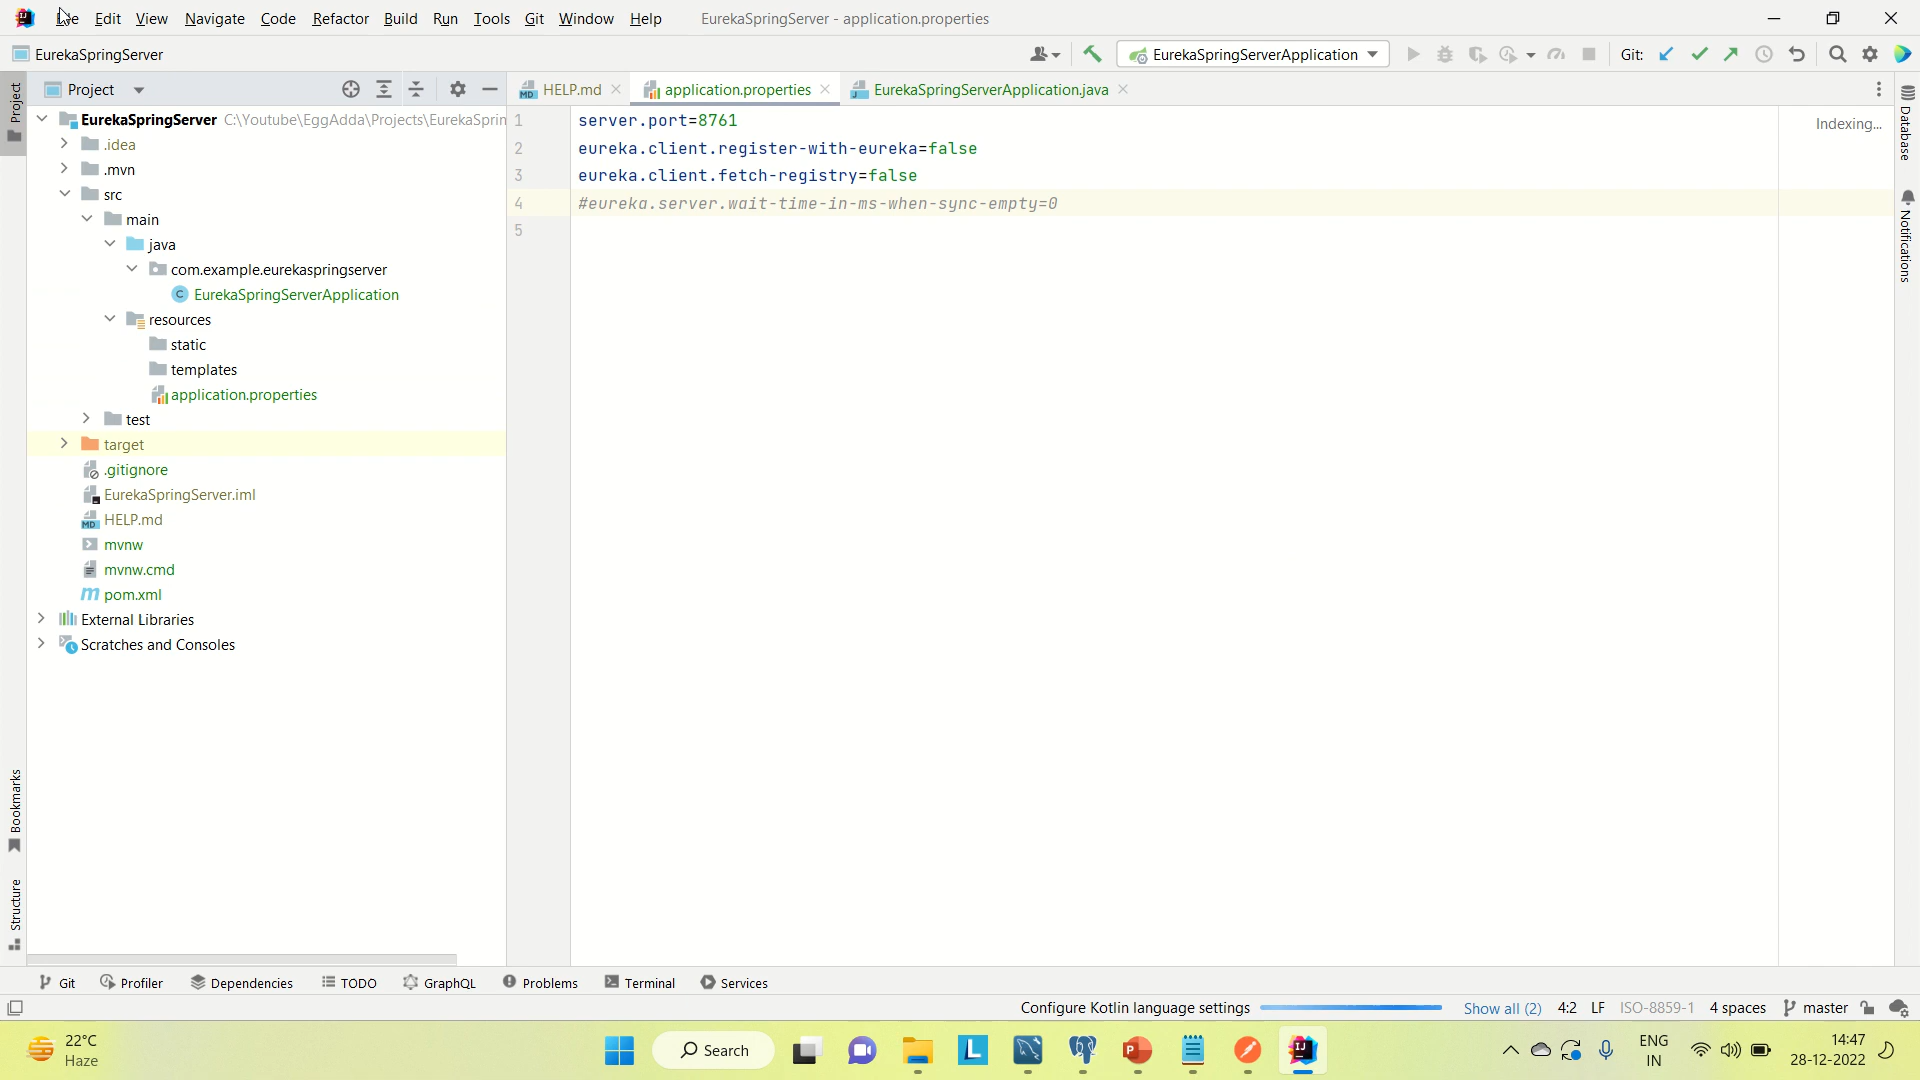 File Edit View Navigate Code Refactor Build Run Tools Git Window Help EurekaSpringServer - application.properties
EurekaSpringServer EurekaSpringServerApplication Git:
Project HELP.md application.properties EurekaSpringServerApplication.java
EurekaSpringServer C:\Youtube\EggAdda\Projects\EurekaSprin
.idea
.mvn
src
main
java
com.example.eurekaspringserver
EurekaSpringServerApplication
resources
static
templates
application.properties
test
target
.gitignore
EurekaSpringServer.iml
HELP.md
mvnw
mvnw.cmd
pom.xml
External Libraries
Scratches and Consoles
1 server.port=8761
2 eureka.client.register-with-eureka=false
3 eureka.client.fetch-registry=false
4 #eureka.server.wait-time-in-ms-when-sync-empty=0
5
Indexing...
Project
Bookmarks
Structure
Database
Notifications
Git Profiler Dependencies TODO GraphQL Problems Terminal Services
Configure Kotlin language settings Show all (2) 4:2 LF ISO-8859-1 4 spaces master
22°C
Haze
Search
ENG
IN
14:47
28-12-2022